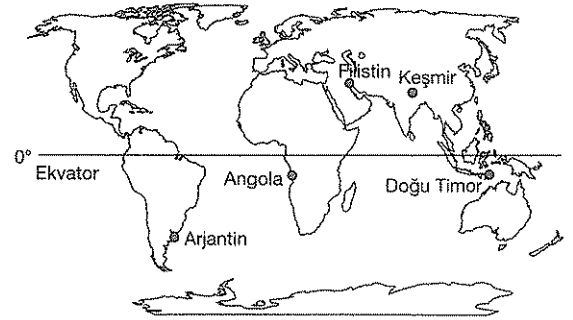 Filistin
Keşmir
0°
Ekvator
Angola
Doğu Timor
Arjantin